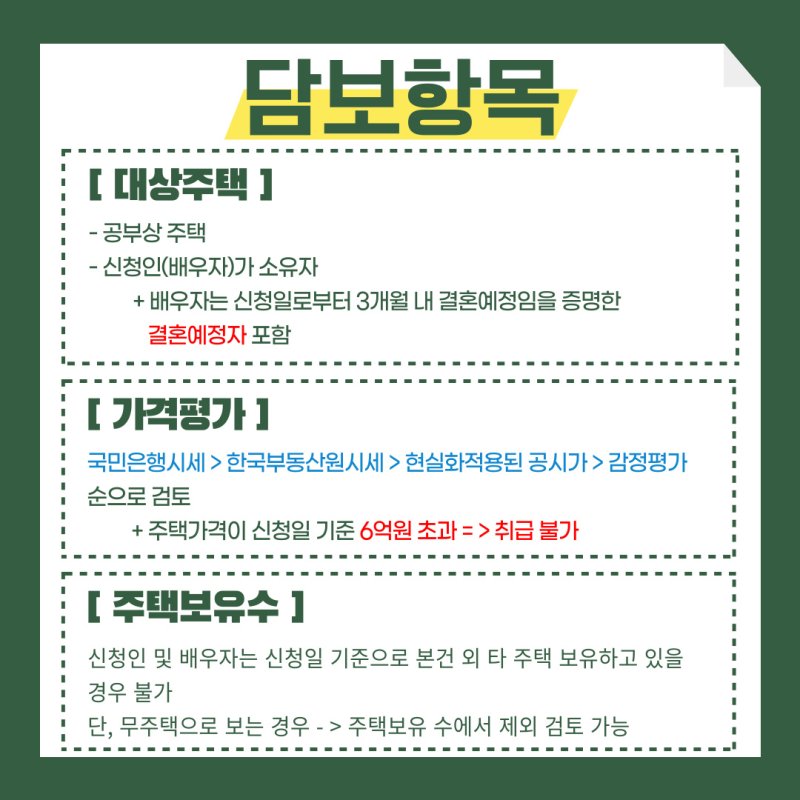 담보항목
[ 대상주택 ]
- 공부상 주택
- 신청인(배우자)가 소유자
+ 배우자는 신청일로부터 3개월 내 결혼예정임을 증명한
결혼예정자 포함
[ 가격평가 ]
국민은행시세 > 한국부동산원시세 > 현실화적용된 공시가 > 감정평가
순으로 검토
+ 주택가격이 신청일 기준 6억원 초과 = > 취급 불가
[ 주택보유수 ]
신청인 및 배우자는 신청일 기준으로 본건 외 타 주택 보유하고 있을
경우 불가
단, 무주택으로 보는 경우 - > 주택보유 수에서 제외 검토 가능